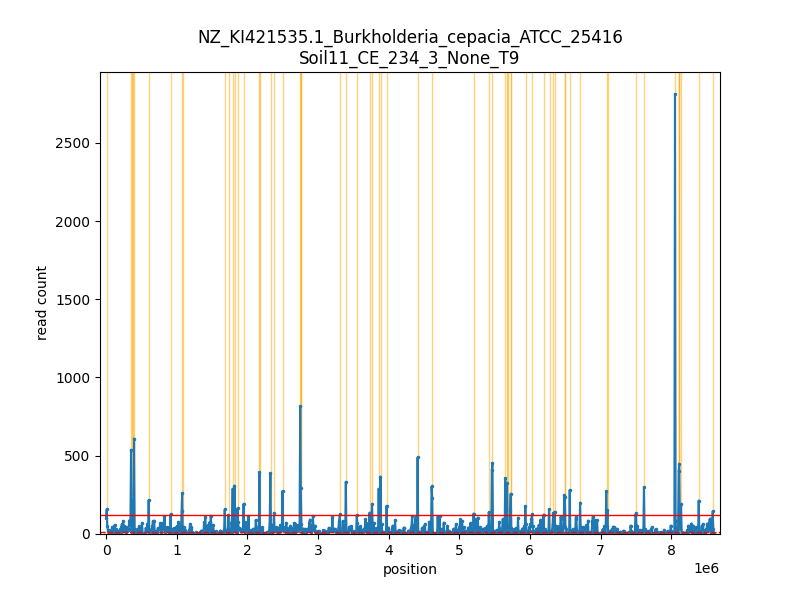 NZ_KI421535.1_Burkholderia_cepacia_ATCC_25416
Soil11_CE_234_3_None_T9
2500
2000
1500
1000
500
0
read count
0 1 2 3 4 5 6 7 8
1e6
position